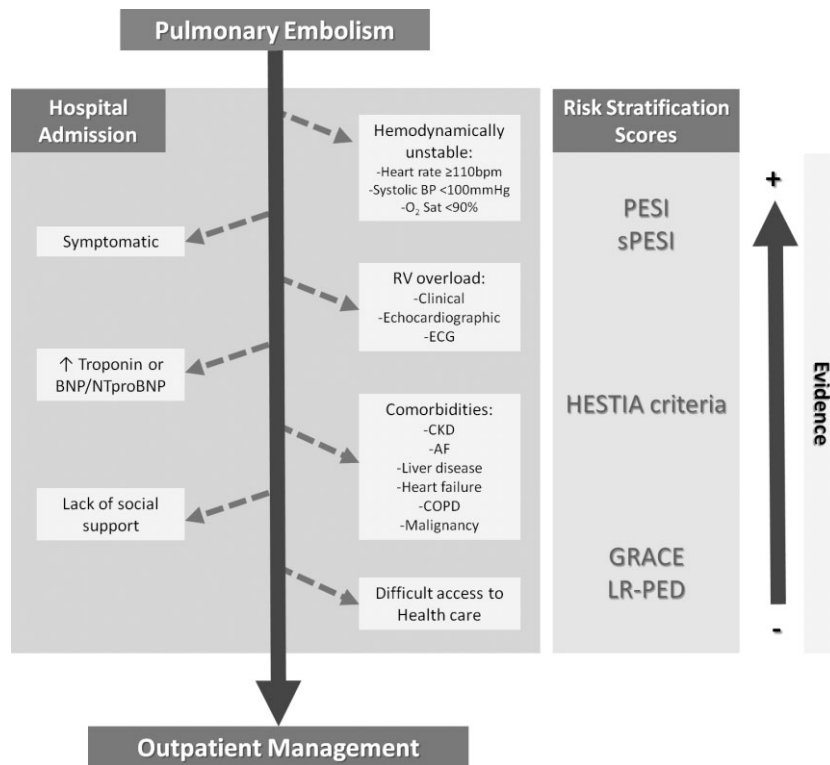 Pulmonary Embolism
Hospital
Admission
Hemodynamically
unstable:
-Heart rate ≥110bpm
-Systolic BP <100mmHg
-O₂ Sat <90%
Symptomatic
RV overload:
-Clinical
-Echocardiographic
-ECG
↑ Troponin or
BNP/NTproBNP
Comorbidities:
-CKD
-AF
-Liver disease
-Heart failure
-COPD
-Malignancy
Lack of social
support
Difficult access to
Health care
Risk Stratification
Scores
PESI
sPESI
HESTIA criteria
GRACE
LR-PED
+
-
Evidence
Outpatient Management